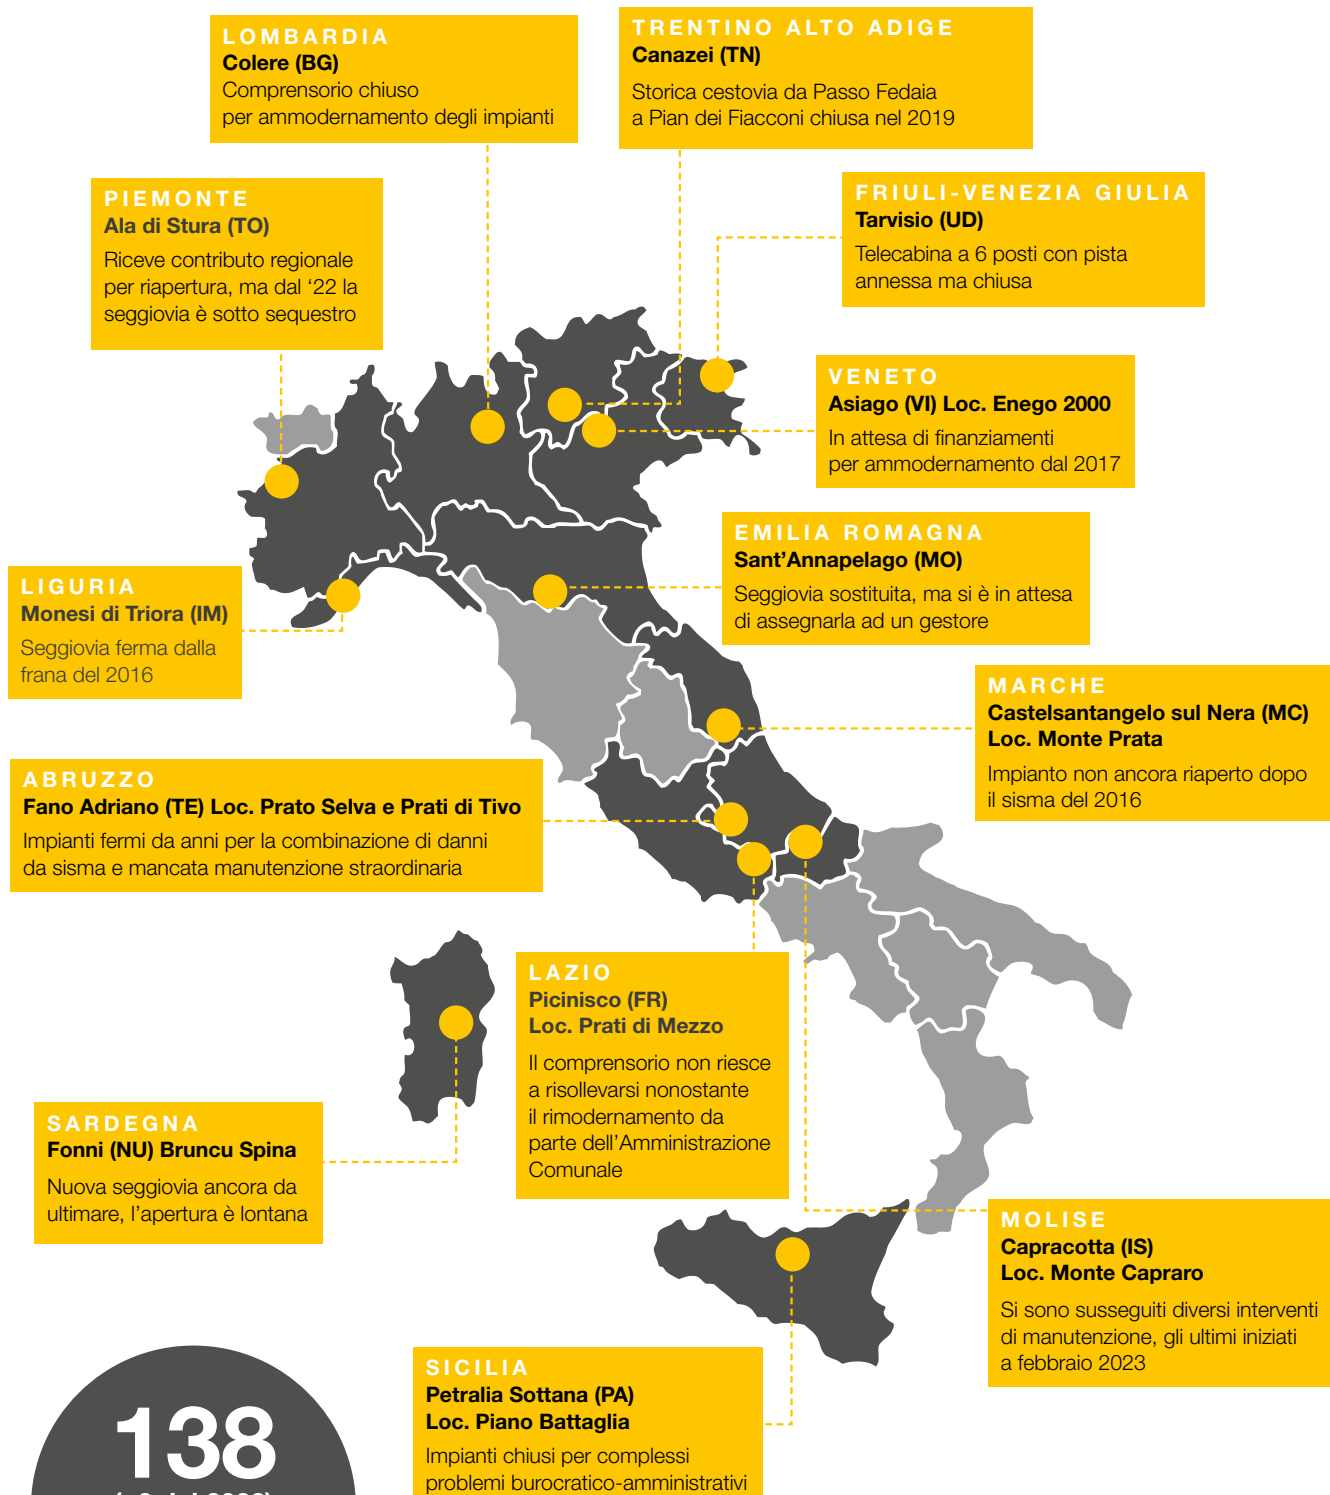 LOMBARDIA
Colere (BG)
Comprensorio chiuso
per ammodernamento degli impianti
TRENTINO ALTO ADIGE
Canazei (TN)
Storica cestovia da Passo Fedaia
a Pian dei Fiacconi chiusa nel 2019
PIEMONTE
Ala di Stura (TO)
Riceve contributo regionale
per riapertura, ma dal ‘22 la
seggiovia è sotto sequestro
FRIULI-VENEZIA GIULIA
Tarvisio (UD)
Telecabina a 6 posti con pista
annessa ma chiusa
VENETO
Asiago (VI) Loc. Enego 2000
In attesa di finanziamenti
per ammodernamento dal 2017
EMILIA ROMAGNA
Sant’Annapelago (MO)
Seggiovia sostituita, ma si è in attesa
di assegnarla ad un gestore
LIGURIA
Monesi di Triora (IM)
Seggiovia ferma dalla
frana del 2016
MARCHE
Castelsantangelo sul Nera (MC)
Loc. Monte Prata
Impianto non ancora riaperto dopo
il sisma del 2016
ABRUZZO
Fano Adriano (TE) Loc. Prato Selva e Prati di Tivo
Impianti fermi da anni per la combinazione di danni
da sisma e mancata manutenzione straordinaria
LAZIO
Picinisco (FR)
Loc. Prati di Mezzo
Il comprensorio non riesce
a risollevarsi nonostante
il rimodernamento da
parte dell’Amministrazione
Comunale
SARDEGNA
Fonni (NU) Bruncu Spina
Nuova seggiovia ancora da
ultimare, l’apertura è lontana
MOLISE
Capracotta (IS)
Loc. Monte Capraro
Si sono susseguiti diversi interventi
di manutenzione, gli ultimi iniziati
a febbraio 2023
SICILIA
Petralia Sottana (PA)
Loc. Piano Battaglia
Impianti chiusi per complessi
problemi burocratico-amministrativi
138